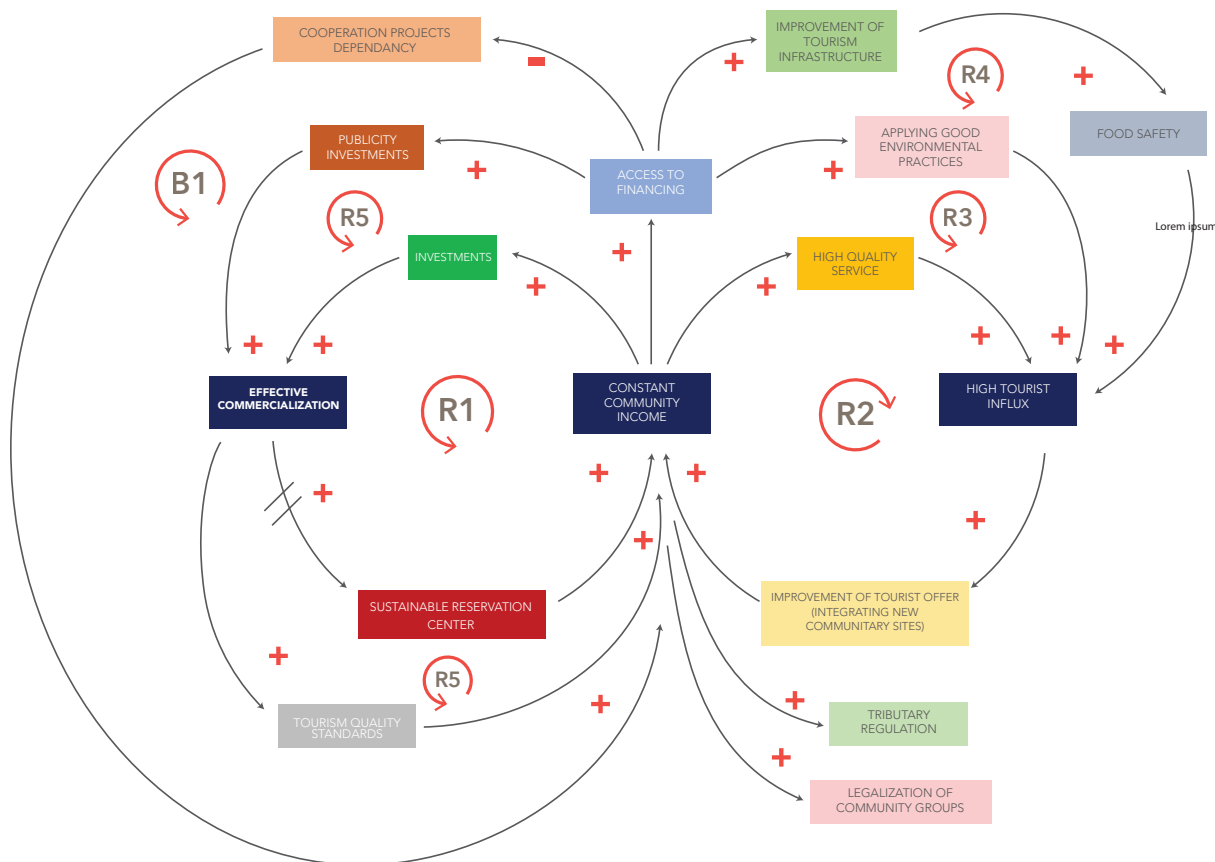 COOPERATION PROJECTS
DEPENDANCY
IMPROVEMENT OF
TOURISM
INFRASTRUCTURE
R4
PUBLICITY
INVESTMENTS
APPLYING GOOD
ENVIRONMENTAL
PRACTICES
FOOD SAFETY
B1
ACCESS TO
FINANCING
R5
R3
Lorem ipsum
INVESTMENTS
HIGH QUALITY
SERVICE
EFFECTIVE
COMMERCIALIZATION
R1
CONSTANT
COMMUNITY
INCOME
R2
HIGH TOURIST
INFLUX
SUSTAINABLE RESERVATION
CENTER
IMPROVEMENT OF TOURIST OFFER
(INTEGRATING NEW
COMMUNITARY SITES)
R5
TOURISM QUALITY
STANDARDS
TRIBUTARY
REGULATION
LEGALIZATION OF
COMMUNITY GROUPS